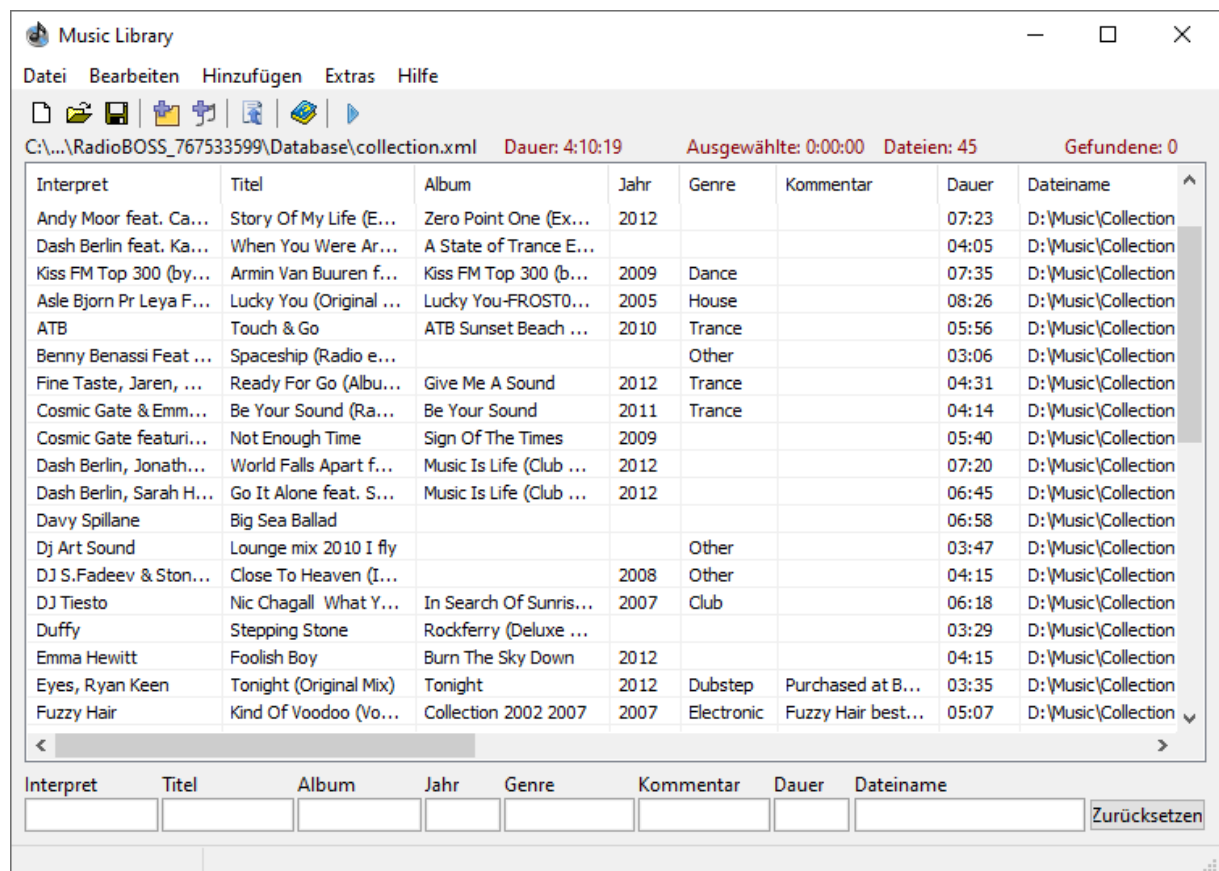 Music Library
Datei Bearbeiten Hinzufügen Extras Hilfe
C:\...\RadioBOSS_767533599\Database\collection.xml Dauer: 4:10:19 Ausgewählte: 0:00:00 Dateien: 45 Gefundene: 0
Interpret Titel Album Jahr Genre Kommentar Dauer Dateiname
Andy Moor feat. Ca... Story Of My Life (E... Zero Point One (Ex... 2012 07:23 D:\Music\Collection
Dash Berlin feat. Ka... When You Were Ar... A State of Trance E... 04:05 D:\Music\Collection
Kiss FM Top 300 (by... Armin Van Buuren f... Kiss FM Top 300 (b... 2009 Dance 07:35 D:\Music\Collection
Asle Bjorn Pr Leya F... Lucky You (Original ... Lucky You-FROST0... 2005 House 08:26 D:\Music\Collection
ATB Touch & Go ATB Sunset Beach ... 2010 Trance 05:56 D:\Music\Collection
Benny Benassi Feat ... Spaceship (Radio e... Other 03:06 D:\Music\Collection
Fine Taste, Jaren, ... Ready For Go (Albu... Give Me A Sound 2012 Trance 04:31 D:\Music\Collection
Cosmic Gate & Emm... Be Your Sound (Ra... Be Your Sound 2011 Trance 04:14 D:\Music\Collection
Cosmic Gate featuri... Not Enough Time Sign Of The Times 2009 05:40 D:\Music\Collection
Dash Berlin, Jonath... World Falls Apart f... Music Is Life (Club ... 2012 07:20 D:\Music\Collection
Dash Berlin, Sarah H... Go It Alone feat. S... Music Is Life (Club ... 2012 06:45 D:\Music\Collection
Davy Spillane Big Sea Ballad 06:58 D:\Music\Collection
Dj Art Sound Lounge mix 2010 I fly Other 03:47 D:\Music\Collection
DJ S.Fadeev & Ston... Close To Heaven (I... 2008 Other 04:15 D:\Music\Collection
DJ Tiesto Nic Chagall  What Y... In Search Of Sunris... 2007 Club 06:18 D:\Music\Collection
Duffy Stepping Stone Rockferry (Deluxe ... 03:29 D:\Music\Collection
Emma Hewitt Foolish Boy Burn The Sky Down 2012 04:15 D:\Music\Collection
Eyes, Ryan Keen Tonight (Original Mix) Tonight 2012 Dubstep Purchased at B... 03:35 D:\Music\Collection
Fuzzy Hair Kind Of Voodoo (Vo... Collection 2002 2007 2007 Electronic Fuzzy Hair best... 05:07 D:\Music\Collection
Interpret Titel Album Jahr Genre Kommentar Dauer Dateiname
Zurücksetzen